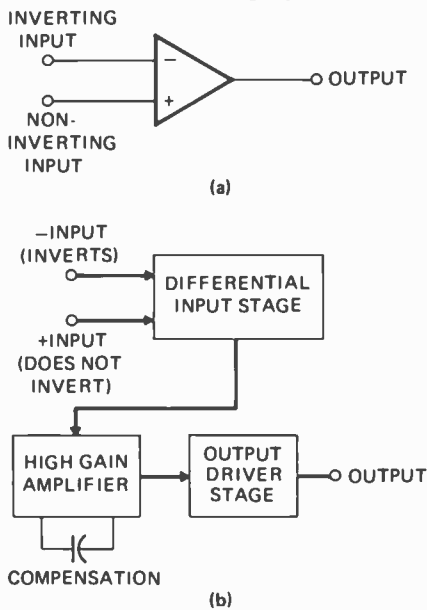 INVERTING
INPUT
−
+
OUTPUT
NON-
INVERTING
INPUT
(a)
−INPUT
(INVERTS)
DIFFERENTIAL
INPUT STAGE
+INPUT
(DOES NOT
INVERT)
HIGH GAIN
AMPLIFIER
OUTPUT
DRIVER
STAGE
OUTPUT
COMPENSATION
(b)